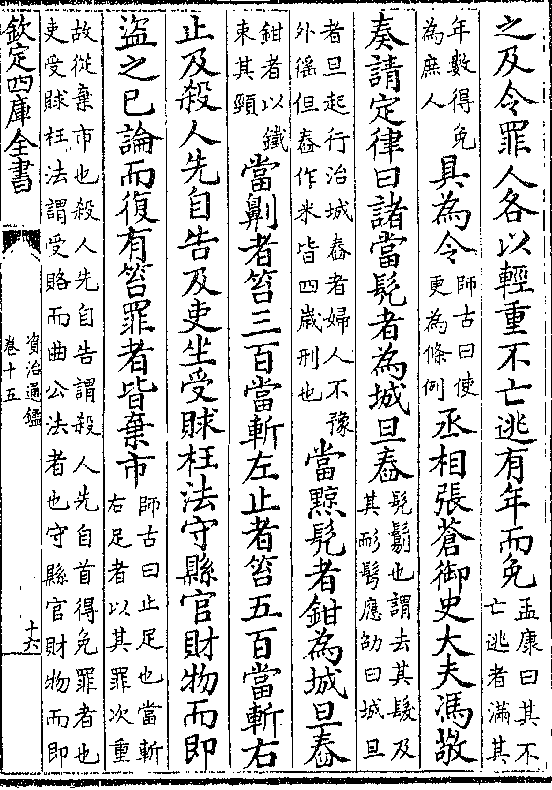 之及令罪人各以輕重不亡逃有年而免孟康曰其不亡逃者滿其
年數得免為庶人具為令師古曰使更為條例丞相張蒼御史大夫馮敬
奏請定律曰諸當髡者為城旦舂髡鬄也謂去其髮及其耏鬢應劭曰城旦
者旦起行治城舂者婦人不豫外徭但舂作米皆四歲刑也當黥髡者鉗為城旦舂
鉗者以鐵束其頸當劓者笞三百當斬左止者笞五百當斬右
止及殺人先自告及吏坐受賕枉法守縣官財物而即
盜之已論而復有笞罪者皆棄市師古曰止足也當斬右足者以其罪次重
故從棄市也殺人先自告謂殺人先自首得免罪者也吏受賕枉法謂受賂而曲公法者也守縣官財物而即
欽定四庫全書
資治通鑑
卷十五
十六